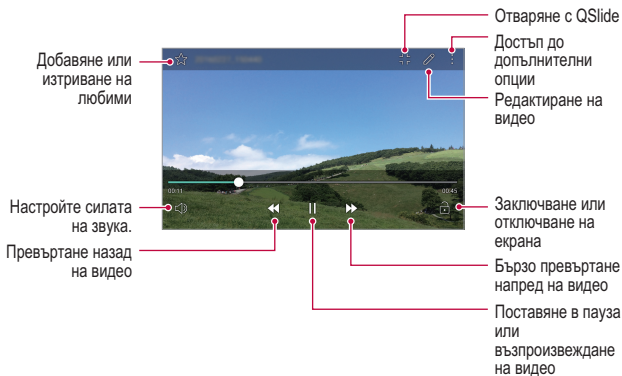 Отваряне с QSlide
Достъп до
допълнителни
опции
Редактиране на
видео
Добавяне или
изтриване на
любими
00:11
00:45
Настройте силата
на звука.
Превъртане назад
на видео
Заключване или
отключване на
екрана
Бързо превъртане
напред на видео
Поставяне в пауза
или
възпроизвеждане
на видео